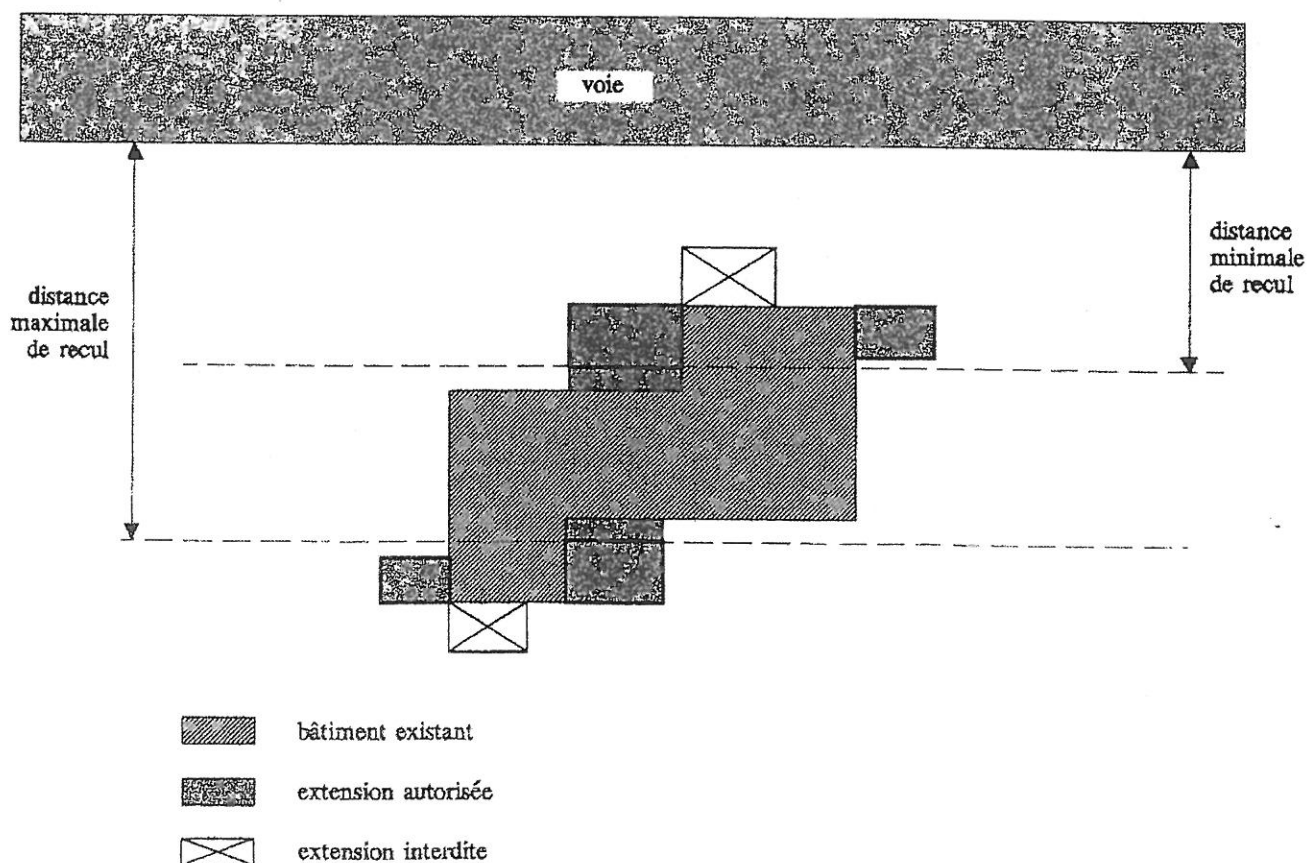 voie
distance
maximale
de recul
distance
minimale
de recul
bâtiment existant
extension autorisée
extension interdite